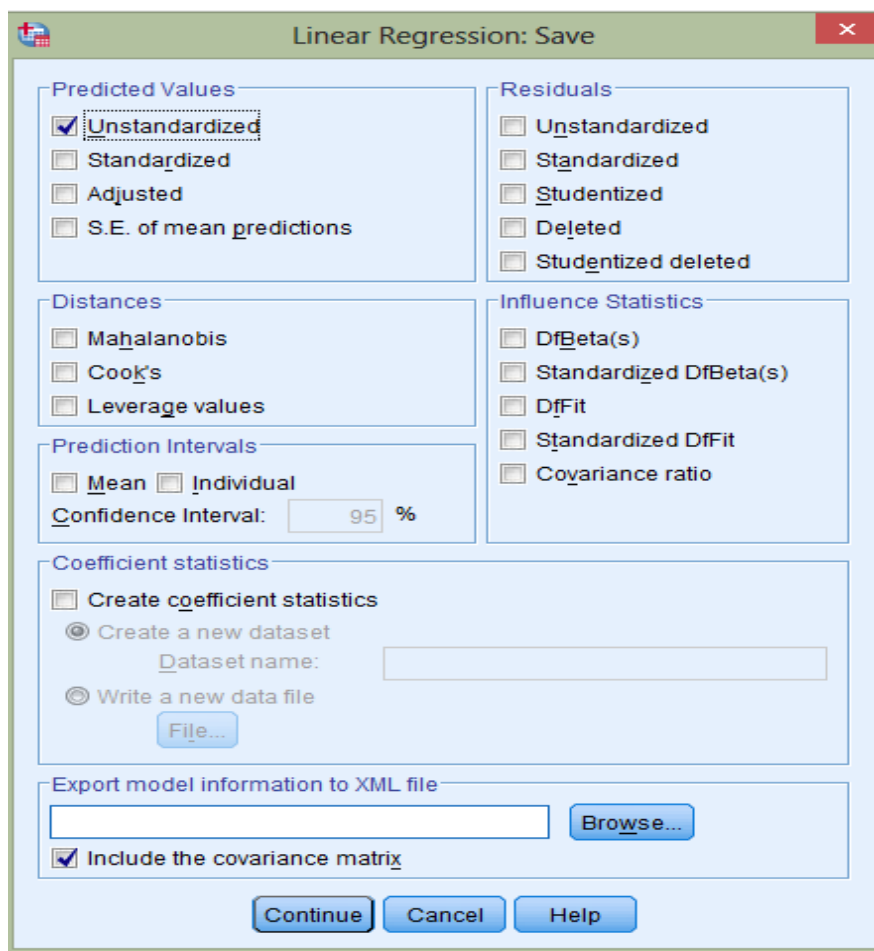 Linear Regression: Save
Predicted Values
Unstandardized
Standardized
Adjusted
S.E. of mean predictions
Residuals
Unstandardized
Standardized
Studentized
Deleted
Studentized deleted
Distances
Mahalanobis
Cook's
Leverage values
Influence Statistics
DfBeta(s)
Standardized DfBeta(s)
DfFit
Standardized DfFit
Covariance ratio
Prediction Intervals
Mean Individual
Confidence Interval: 95 %
Coefficient statistics
Create coefficient statistics
Create a new dataset
Dataset name:
Write a new data file
File...
Export model information to XML file
Browse...
Include the covariance matrix
Continue Cancel Help